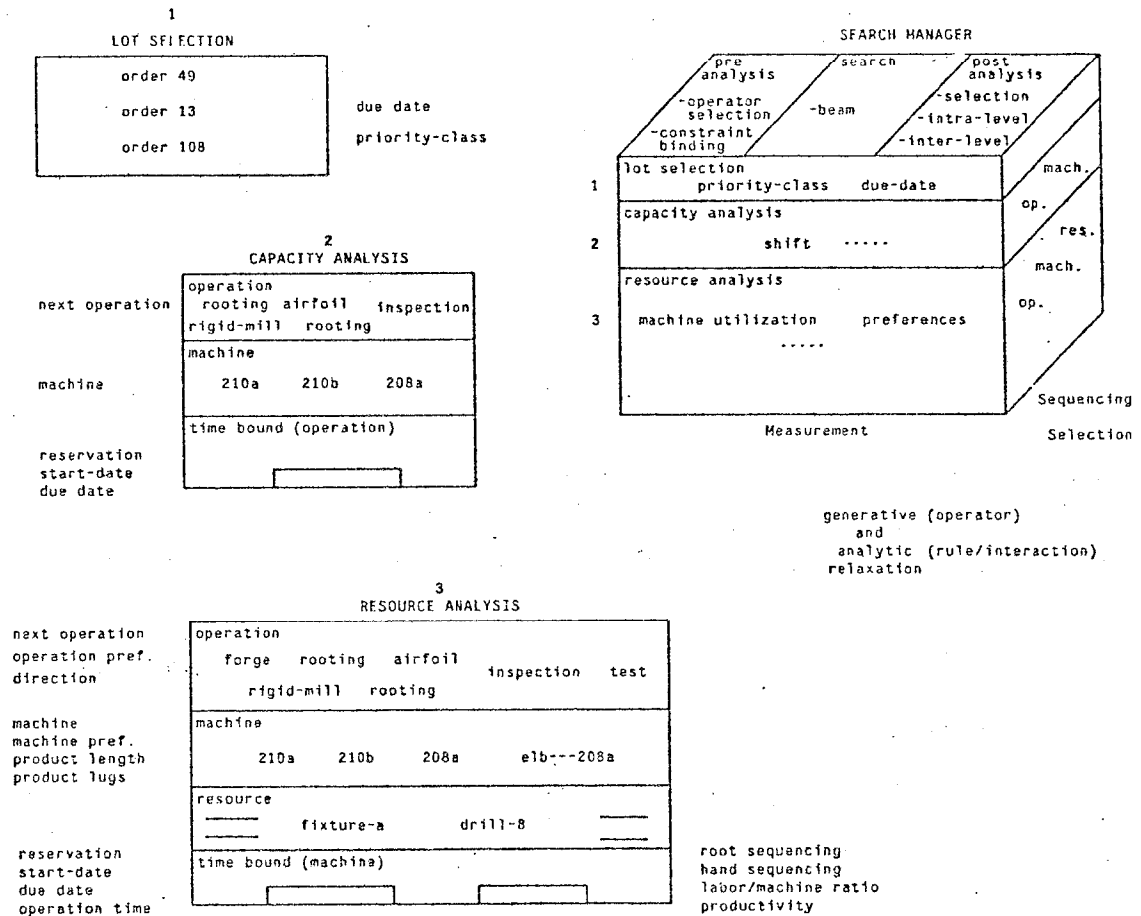 1
LOT SELECTION
order 49
order 13
order 108
due date
priority-class
SEARCH MANAGER
pre analysis
-operator selection
-constraint binding
search
-beam
post analysis
-selection
-intra-level
-inter-level
1
lot selection
priority-class due-date
2
capacity analysis
shift .....
3
resource analysis
machine utilization preferences
.....
mach.
op.
res.
mach.
op.
Measurement
Sequencing
Selection
generative (operator)
and
analytic (rule/interaction)
relaxation
2
CAPACITY ANALYSIS
next operation
operation
rooting airfoil inspection
rigid-mill rooting
machine
machine
210a 210b 208a
time bound (operation)
reservation
start-date
due date
3
RESOURCE ANALYSIS
next operation
operation pref.
direction
operation
forge rooting airfoil inspection test
rigid-mill rooting
machine
machine pref.
product length
product lugs
machine
210a 210b 208a elb---208a
resource
fixture-a drill-8
time bound (machine)
reservation
start-date
due date
operation time
root sequencing
hand sequencing
labor/machine ratio
productivity